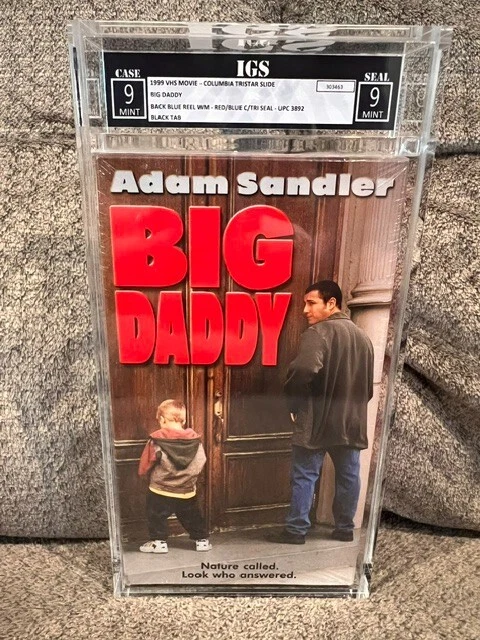 IGS
CASE
9
MINT
1999 VHS MOVIE - COLUMBIA TRISTAR SLIDE
303463
BIG DADDY
BACK BLUE REEL WM - RED/BLUE C/TRI SEAL - UPC 3892
BLACK TAB
SEAL
9
MINT
Adam Sandler
BIG
DADDY
Nature called.
Look who answered.